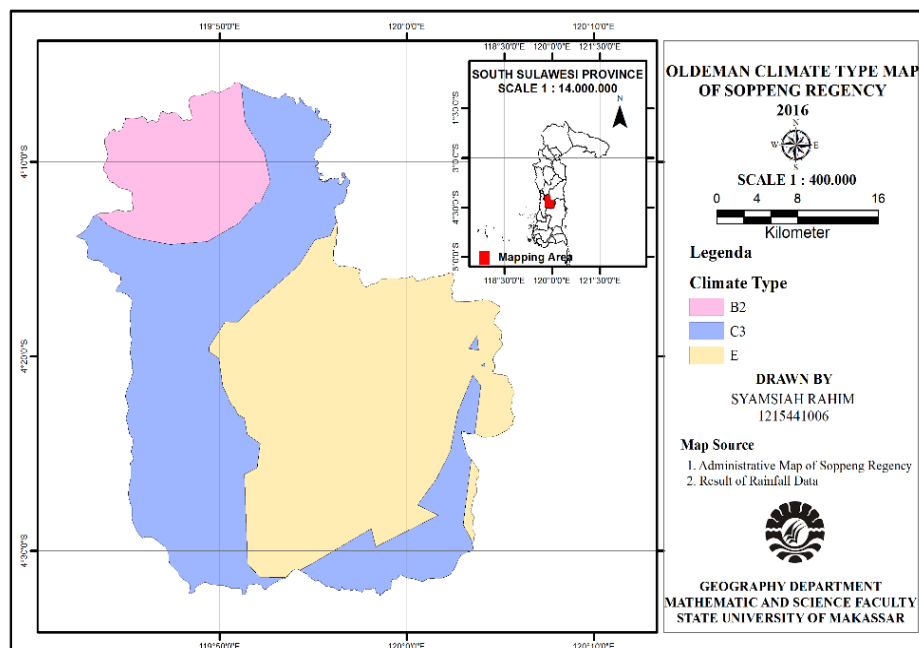 119°50'0"E
120°0'0"E
120°10'0"E
4°10'0"S
4°20'0"S
4°30'0"S
119°50'0"E
120°0'0"E
120°10'0"E
SOUTH SULAWESI PROVINCE
SCALE 1 : 14.000.000
118°30'0"E 120°0'0"E 121°30'0"E
N
1°30'0"S
3°0'0"S
4°30'0"S
5°0'0"S
Mapping Area
118°30'0"E 120°0'0"E 121°30'0"E
OLDEMAN CLIMATE TYPE MAP
OF SOPPENG REGENCY
2016
N
W E
S
SCALE 1 : 400.000
0 4 8 16
Kilometer
Legenda
Climate Type
B2
C3
E
DRAWN BY
SYAMSIAH RAHIM
1215441006
Map Source
1. Administrative Map of Soppeng Regency
2. Result of Rainfall Data
GEOGRAPHY DEPARTMENT
MATHEMATIC AND SCIENCE FACULTY
STATE UNIVERSITY OF MAKASSAR